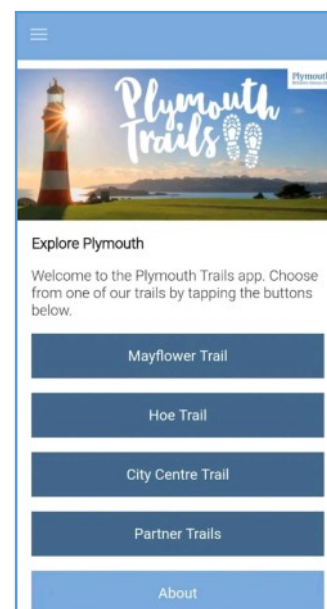 Plymouth
Trails
Plymouth
Explore Plymouth
Welcome to the Plymouth Trails app. Choose
from one of our trails by tapping the buttons
below.
Mayflower Trail
Hoe Trail
City Centre Trail
Partner Trails
About